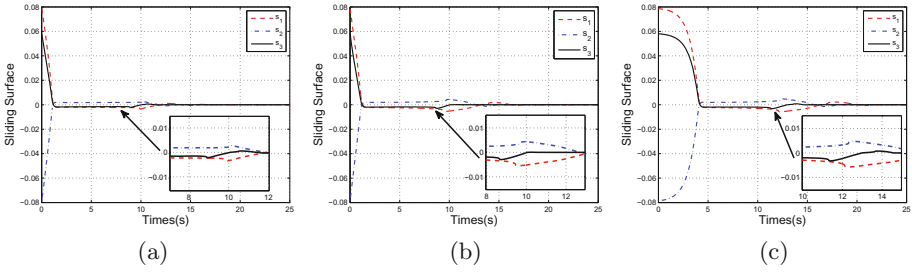 0.08
0.06
0.04
0.02
0
−0.02
−0.04
−0.06
−0.08
Sliding Surface
0 5 10 15 20 25
Times(s)
s1
s2
s3
0.01
0
−0.01
8 10 12
(a)
0.08
0.06
0.04
0.02
0
−0.02
−0.04
−0.06
−0.08
Sliding Surface
0 5 10 15 20 25
Times(s)
s1
s2
s3
0.01
0
−0.01
8 10 12
(b)
0.08
0.06
0.04
0.02
0
−0.02
−0.04
−0.06
−0.08
Sliding Surface
0 5 10 15 20 25
Times(s)
s1
s2
s3
0.01
0
−0.01
10 12 14
(c)